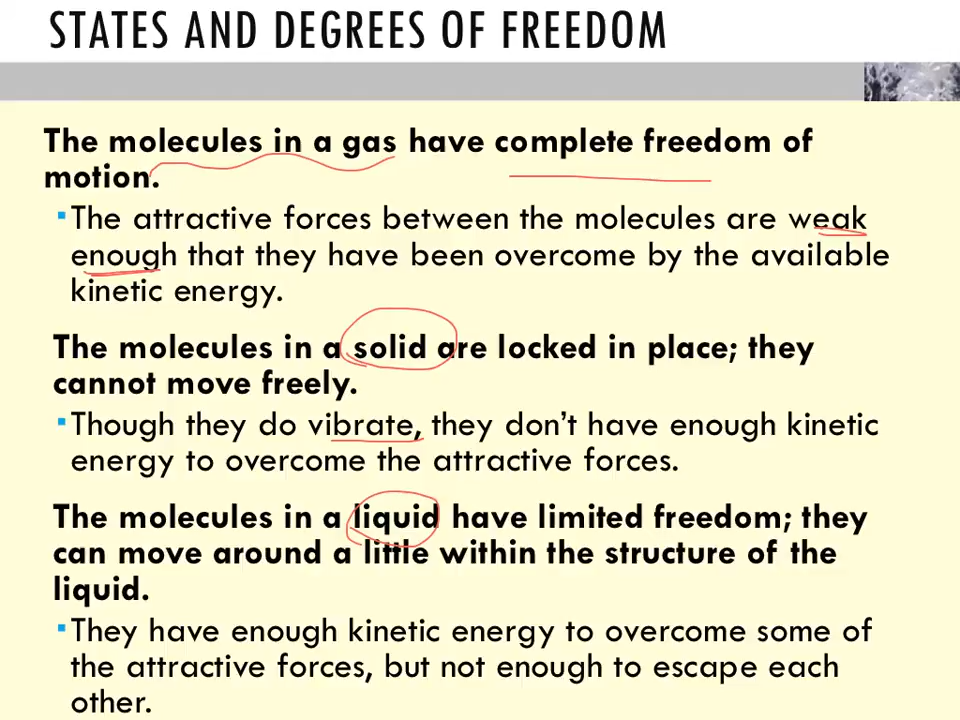 STATES AND DEGREES OF FREEDOM
The molecules in a gas have complete freedom of
motion.
▪The attractive forces between the molecules are weak
enough that they have been overcome by the available
kinetic energy.
The molecules in a solid are locked in place; they
cannot move freely.
▪Though they do vibrate, they don’t have enough kinetic
energy to overcome the attractive forces.
The molecules in a liquid have limited freedom; they
can move around a little within the structure of the
liquid.
▪They have enough kinetic energy to overcome some of
the attractive forces, but not enough to escape each
other.